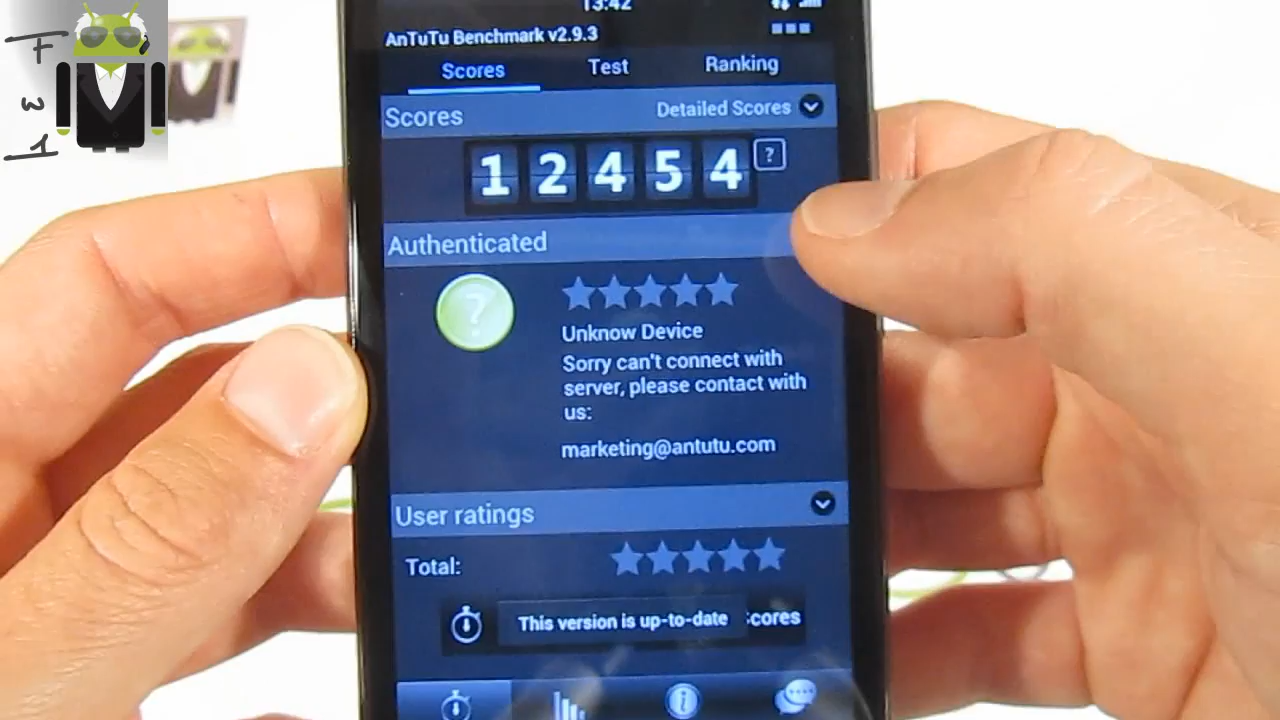 13:42
AnTuTu Benchmark v2.9.3
Scores Test Ranking
Scores Detailed Scores
12454 ?
Authenticated
?
Unknow Device
Sorry can't connect with
server, please contact with
us:
marketing@antutu.com
User ratings
Total:
This version is up-to-date
F
W
1